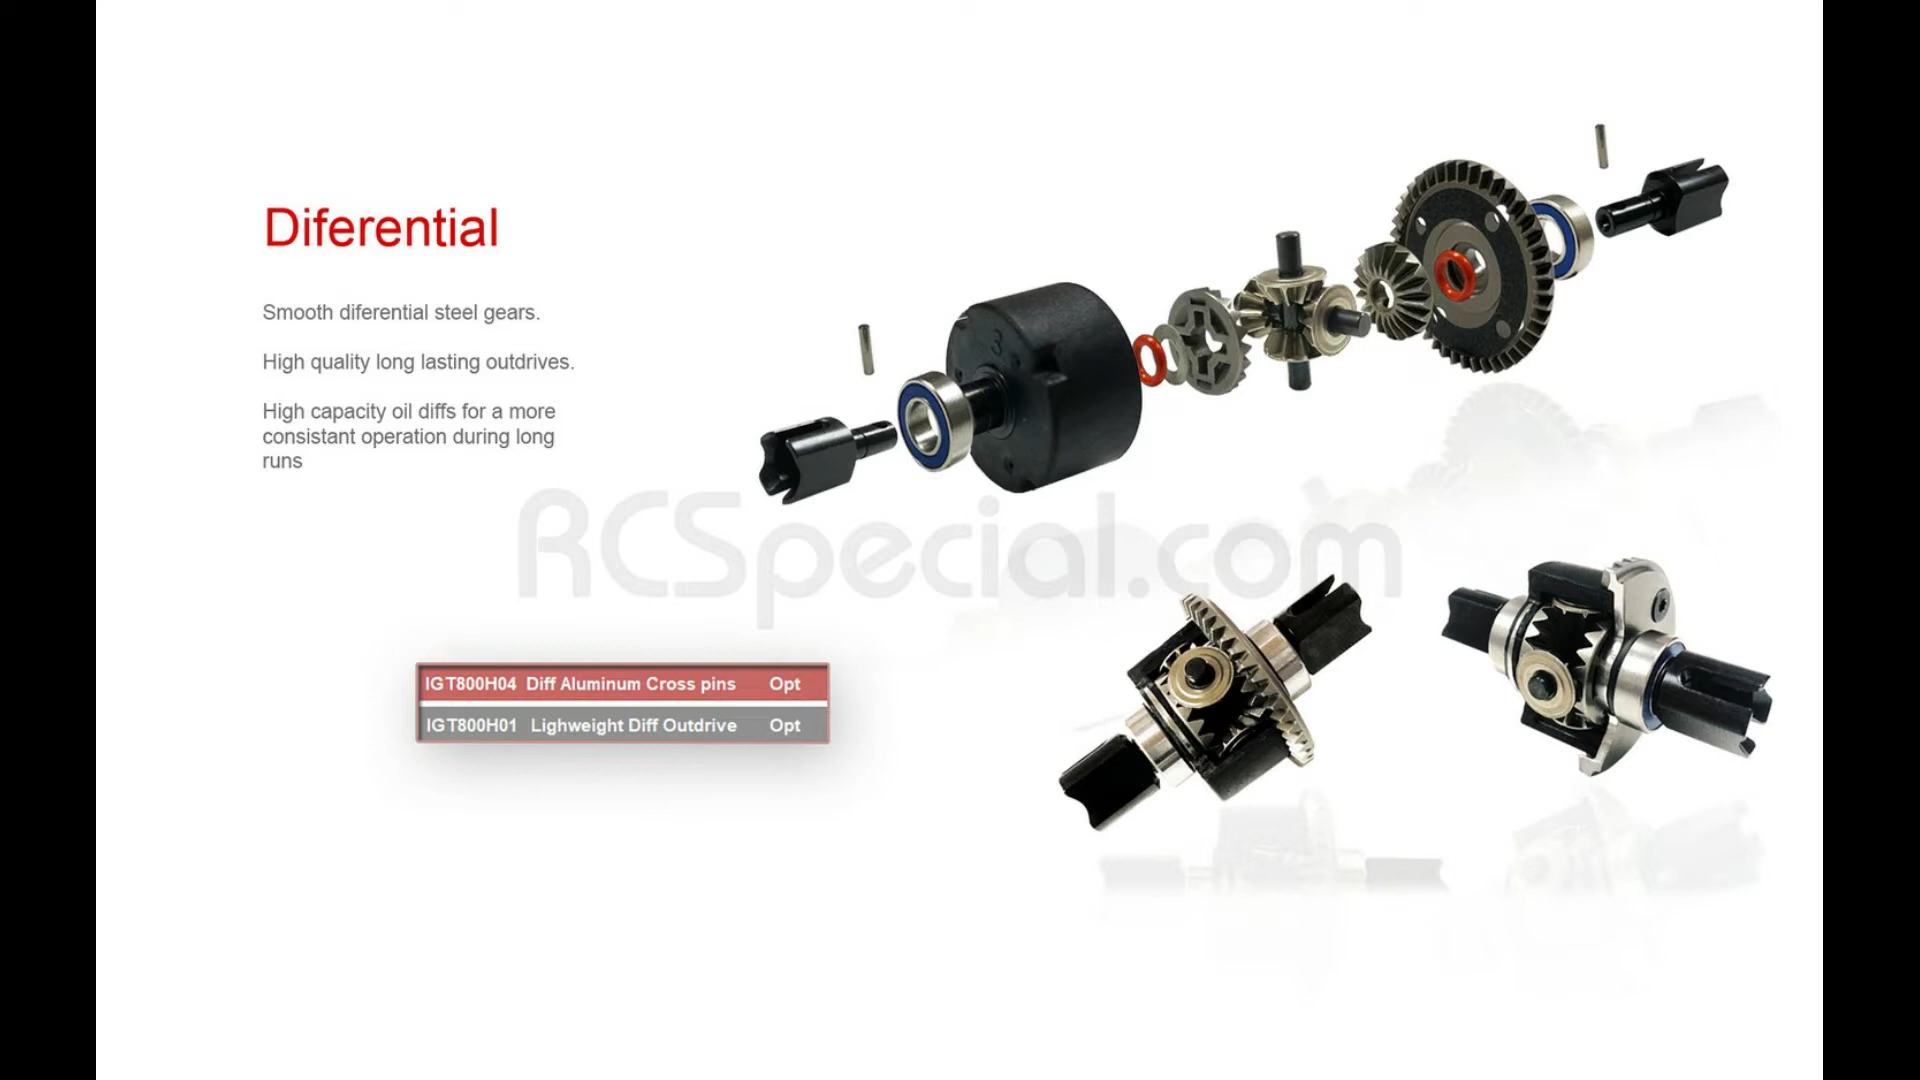 Diferential
Smooth diferential steel gears.
High quality long lasting outdrives.
High capacity oil diffs for a more
consistant operation during long
runs
RCSpecial.com
IGT800H04 Diff Aluminum Cross pins Opt
IGT800H01 Lighweight Diff Outdrive Opt
3